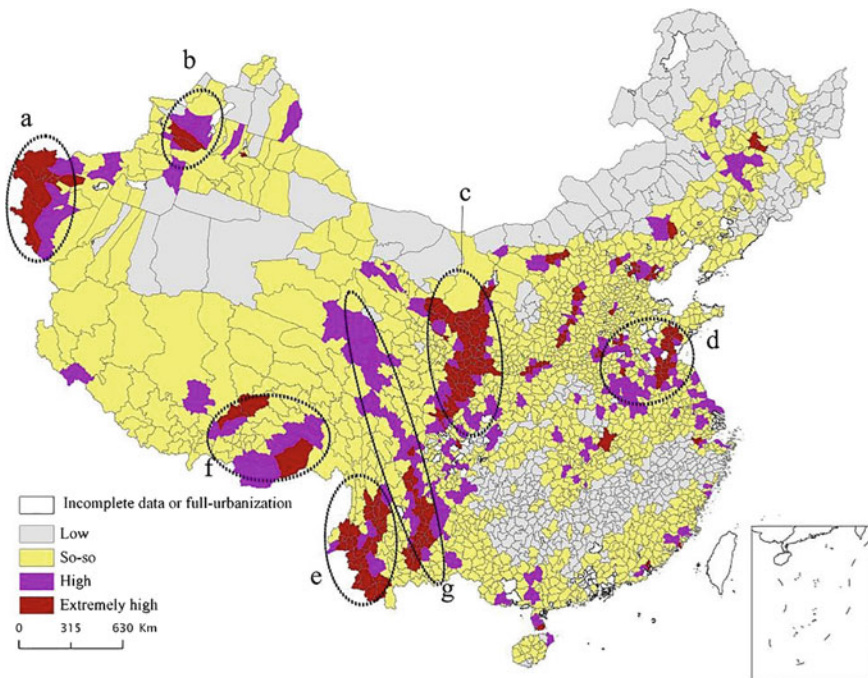 b
a
c
d
f
e
g
Incomplete data or full-urbanization
Low
So-so
High
Extremely high
0 315 630 Km